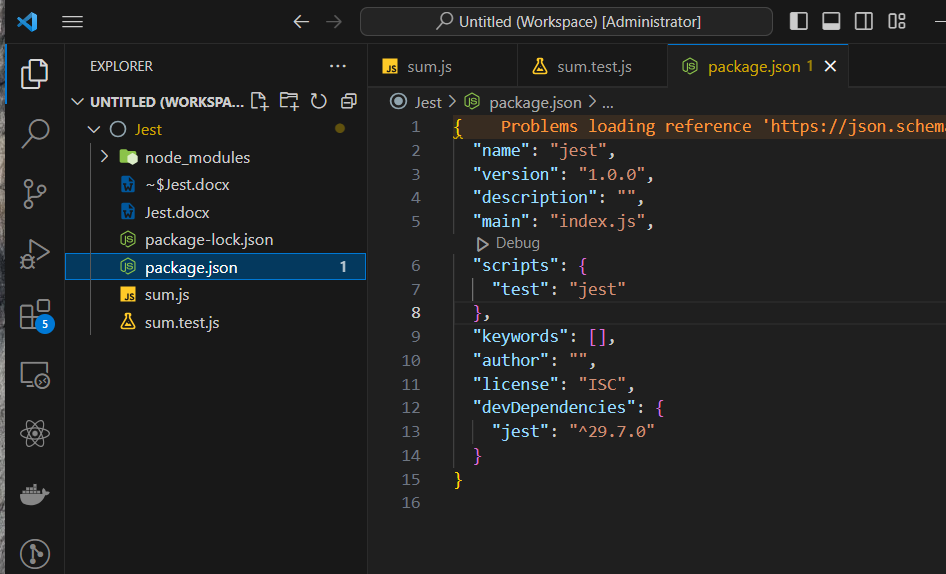 Untitled (Workspace) [Administrator]
EXPLORER
UNTITLED (WORKSPA...
Jest
node_modules
~$Jest.docx
Jest.docx
package-lock.json
package.json 1
sum.js
sum.test.js
5
sum.js
sum.test.js
package.json 1
Jest > package.json > ...
1 { Problems loading reference 'https://json.schema
2 "name": "jest",
3 "version": "1.0.0",
4 "description": "",
5 "main": "index.js",
Debug
6 "scripts": {
7 "test": "jest"
8 },
9 "keywords": [],
10 "author": "",
11 "license": "ISC",
12 "devDependencies": {
13 "jest": "^29.7.0"
14 }
15 }
16